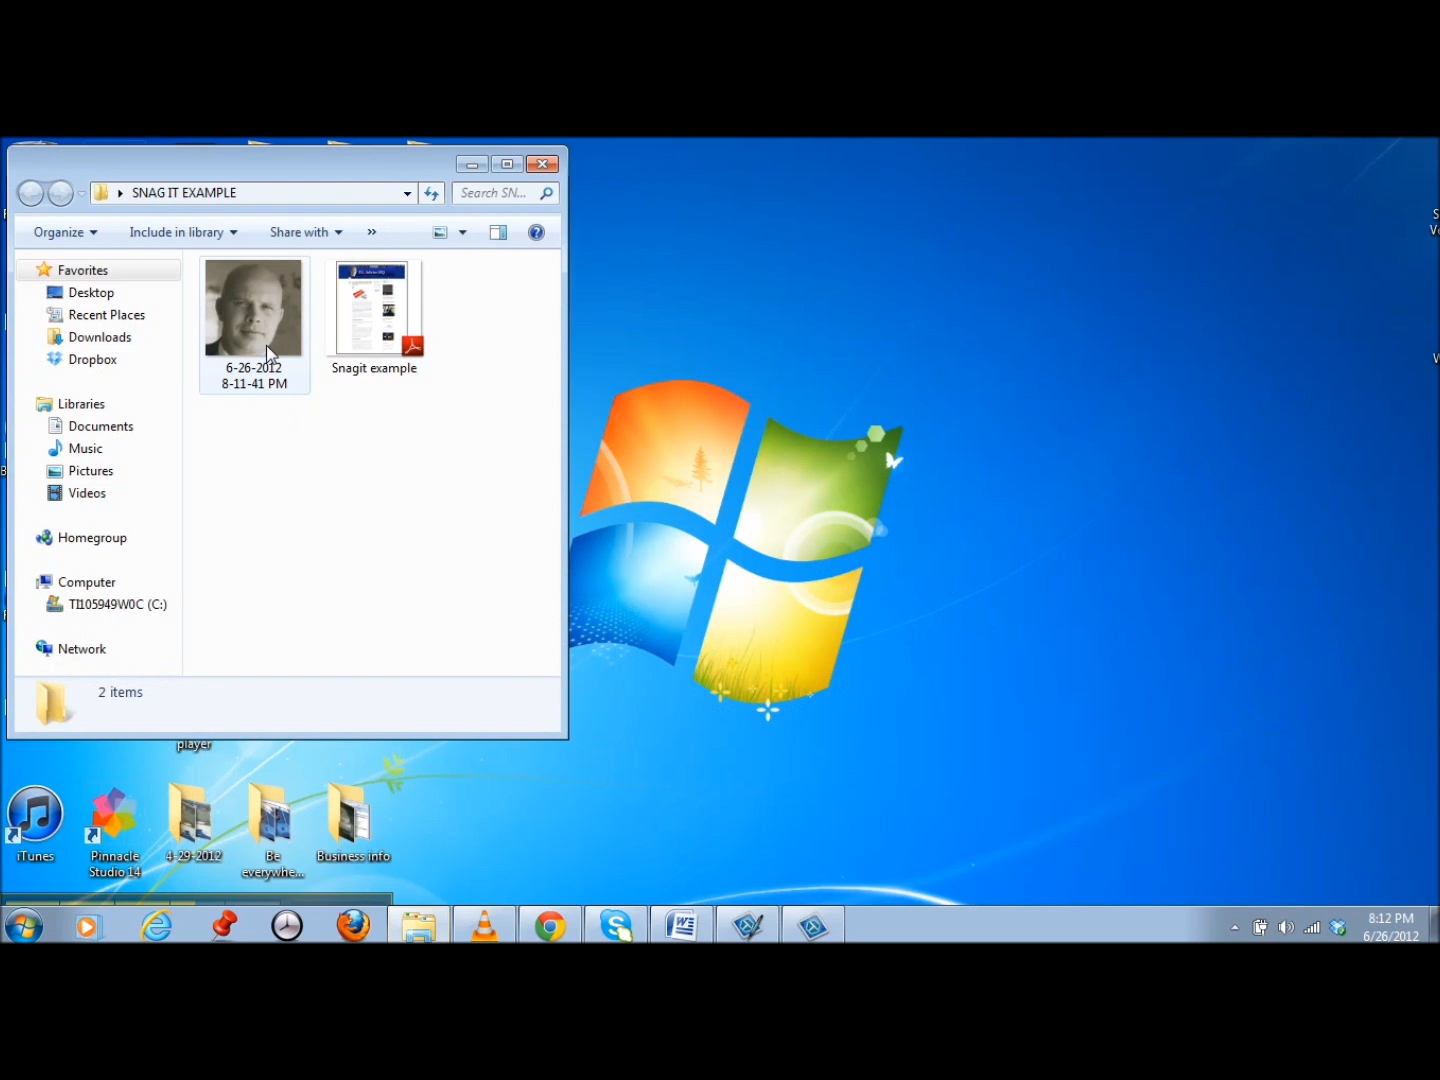 SNAG IT EXAMPLE
Search SN...
Organize
Include in library
Share with
»
Favorites
Desktop
Recent Places
Downloads
Dropbox
Libraries
Documents
Music
Pictures
Videos
Homegroup
Computer
TI105949W0C (C:)
Network
6-26-2012
8-11-41 PM
Snagit example
2 items
player
iTunes
Pinnacle
Studio 14
4-29-2012
Be
everywhe...
Business info
8:12 PM
6/26/2012